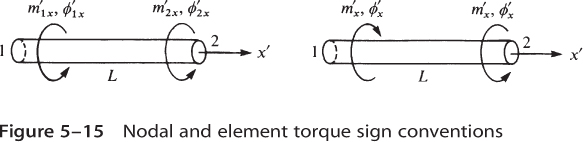 m′1x, ϕ′1x m′2x, ϕ′2x m′x, ϕ′x m′x, ϕ′x
1 2 x′ 1 2 x′
L L
Figure 5–15 Nodal and element torque sign conventions